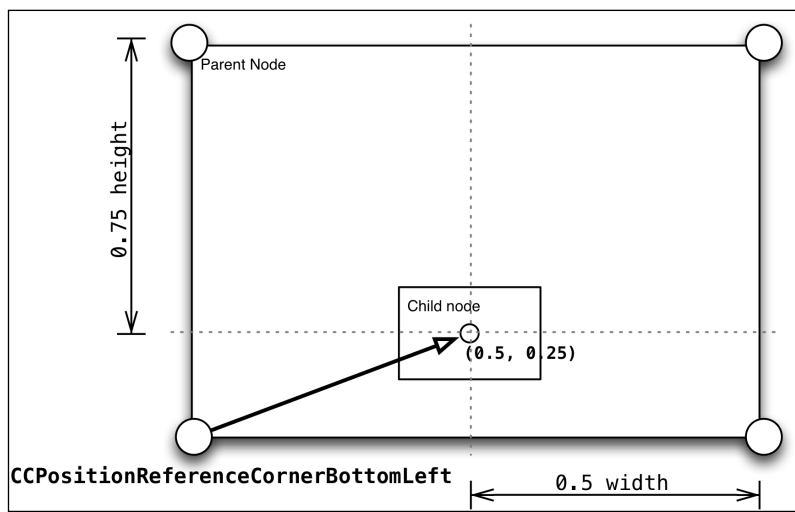 Parent Node
0.75 height
Child node
(0.5, 0.25)
CCPositionReferenceCornerBottomLeft
0.5 width